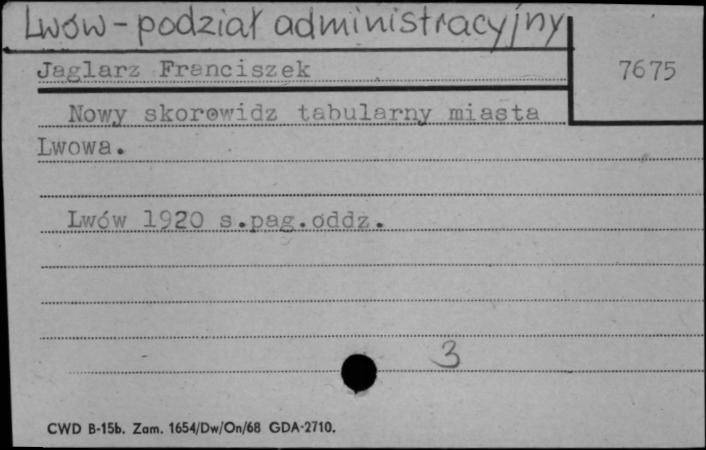 Lwów - podział administracyjny
Jaglarz Franciszek
7675
Nowy skorowidz tabularny miasta
Lwowa.
Lwów 1920 s.pag.oddz.
3
CWD B-15b. Zam. 1654/Dw/On/68 GDA-2710.